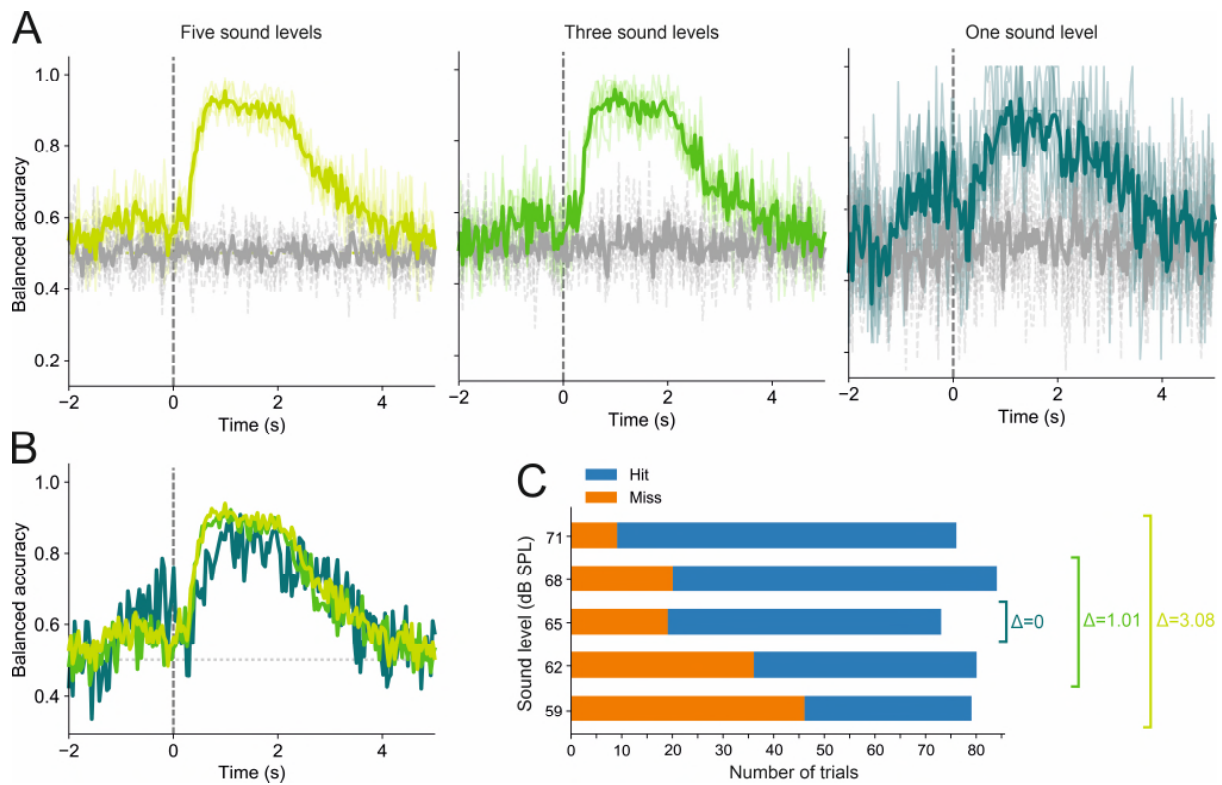 A
Five sound levels
Three sound levels
One sound level
Balanced accuracy
1.0
0.8
0.6
0.4
0.2
−2 0 2 4
−2 0 2 4
−2 0 2 4
Time (s)
Time (s)
Time (s)
B
Balanced accuracy
1.0
0.8
0.6
0.4
−2 0 2 4
Time (s)
C
Hit
Miss
Sound level (dB SPL)
71
68
65
62
59
0 10 20 30 40 50 60 70 80
Number of trials
Δ=0
Δ=1.01
Δ=3.08